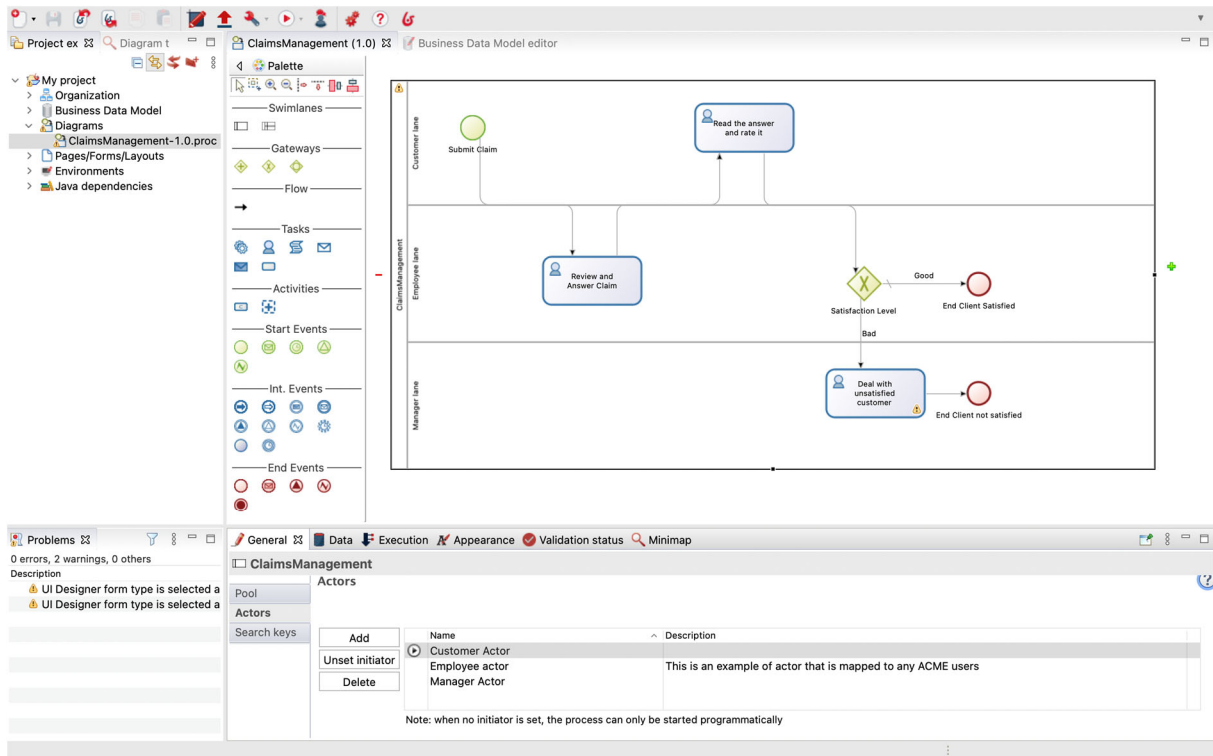 Project ex
Diagram t
ClaimsManagement (1.0)
Business Data Model editor
My project
Organization
Business Data Model
Diagrams
ClaimsManagement-1.0.proc
Pages/Forms/Layouts
Environments
Java dependencies
Palette
Swimlanes
Gateways
Flow
Tasks
Activities
Start Events
Int. Events
End Events
ClaimsManagement
Customer lane
Submit Claim
Read the answer
and rate it
Employee lane
Review and
Answer Claim
Satisfaction Level
Good
End Client Satisfied
Bad
Manager lane
Deal with
unsatisfied
customer
End Client not satisfied
Problems
0 errors, 2 warnings, 0 others
Description
UI Designer form type is selected a
UI Designer form type is selected a
General
Data
Execution
Appearance
Validation status
Minimap
ClaimsManagement
Pool
Actors
Search keys
Actors
Add
Unset initiator
Delete
Name Description
Customer Actor
Employee actor This is an example of actor that is mapped to any ACME users
Manager Actor
Note: when no initiator is set, the process can only be started programmatically